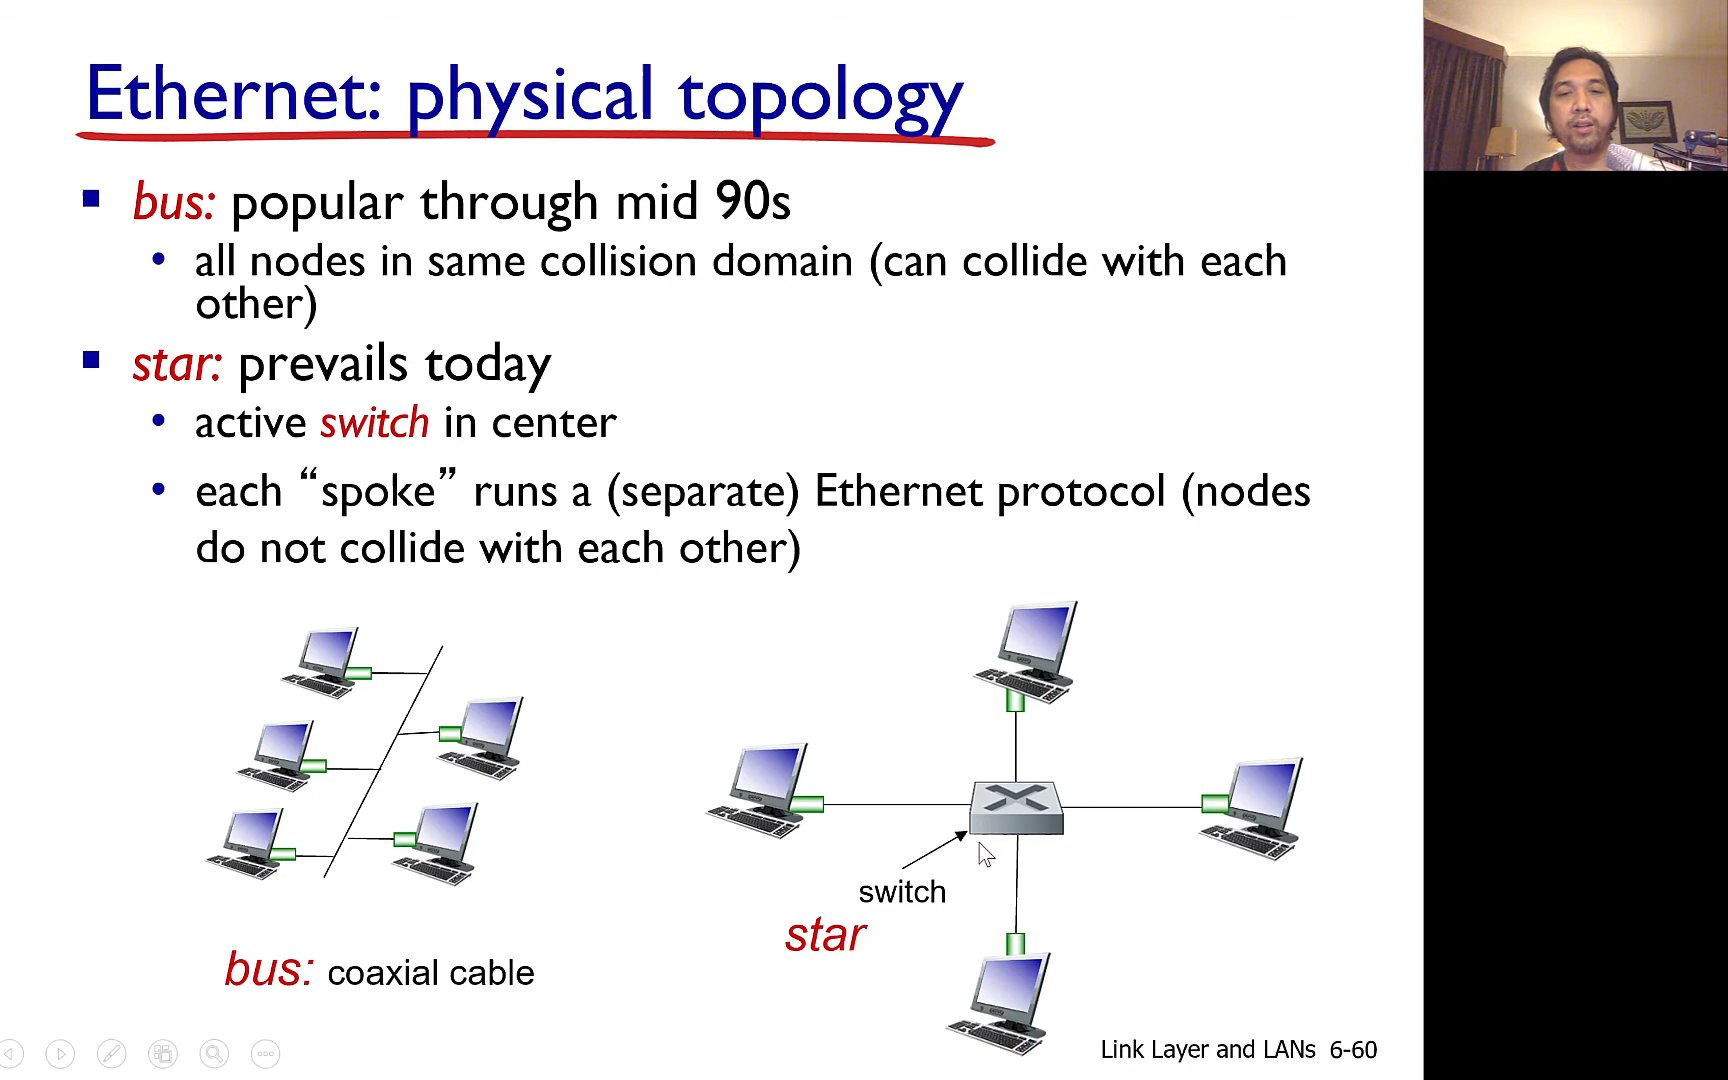 Ethernet: physical topology
bus: popular through mid 90s
all nodes in same collision domain (can collide with each
other)
star: prevails today
active switch in center
each “spoke” runs a (separate) Ethernet protocol (nodes
do not collide with each other)
switch
star
bus: coaxial cable
Link Layer and LANs 6-60